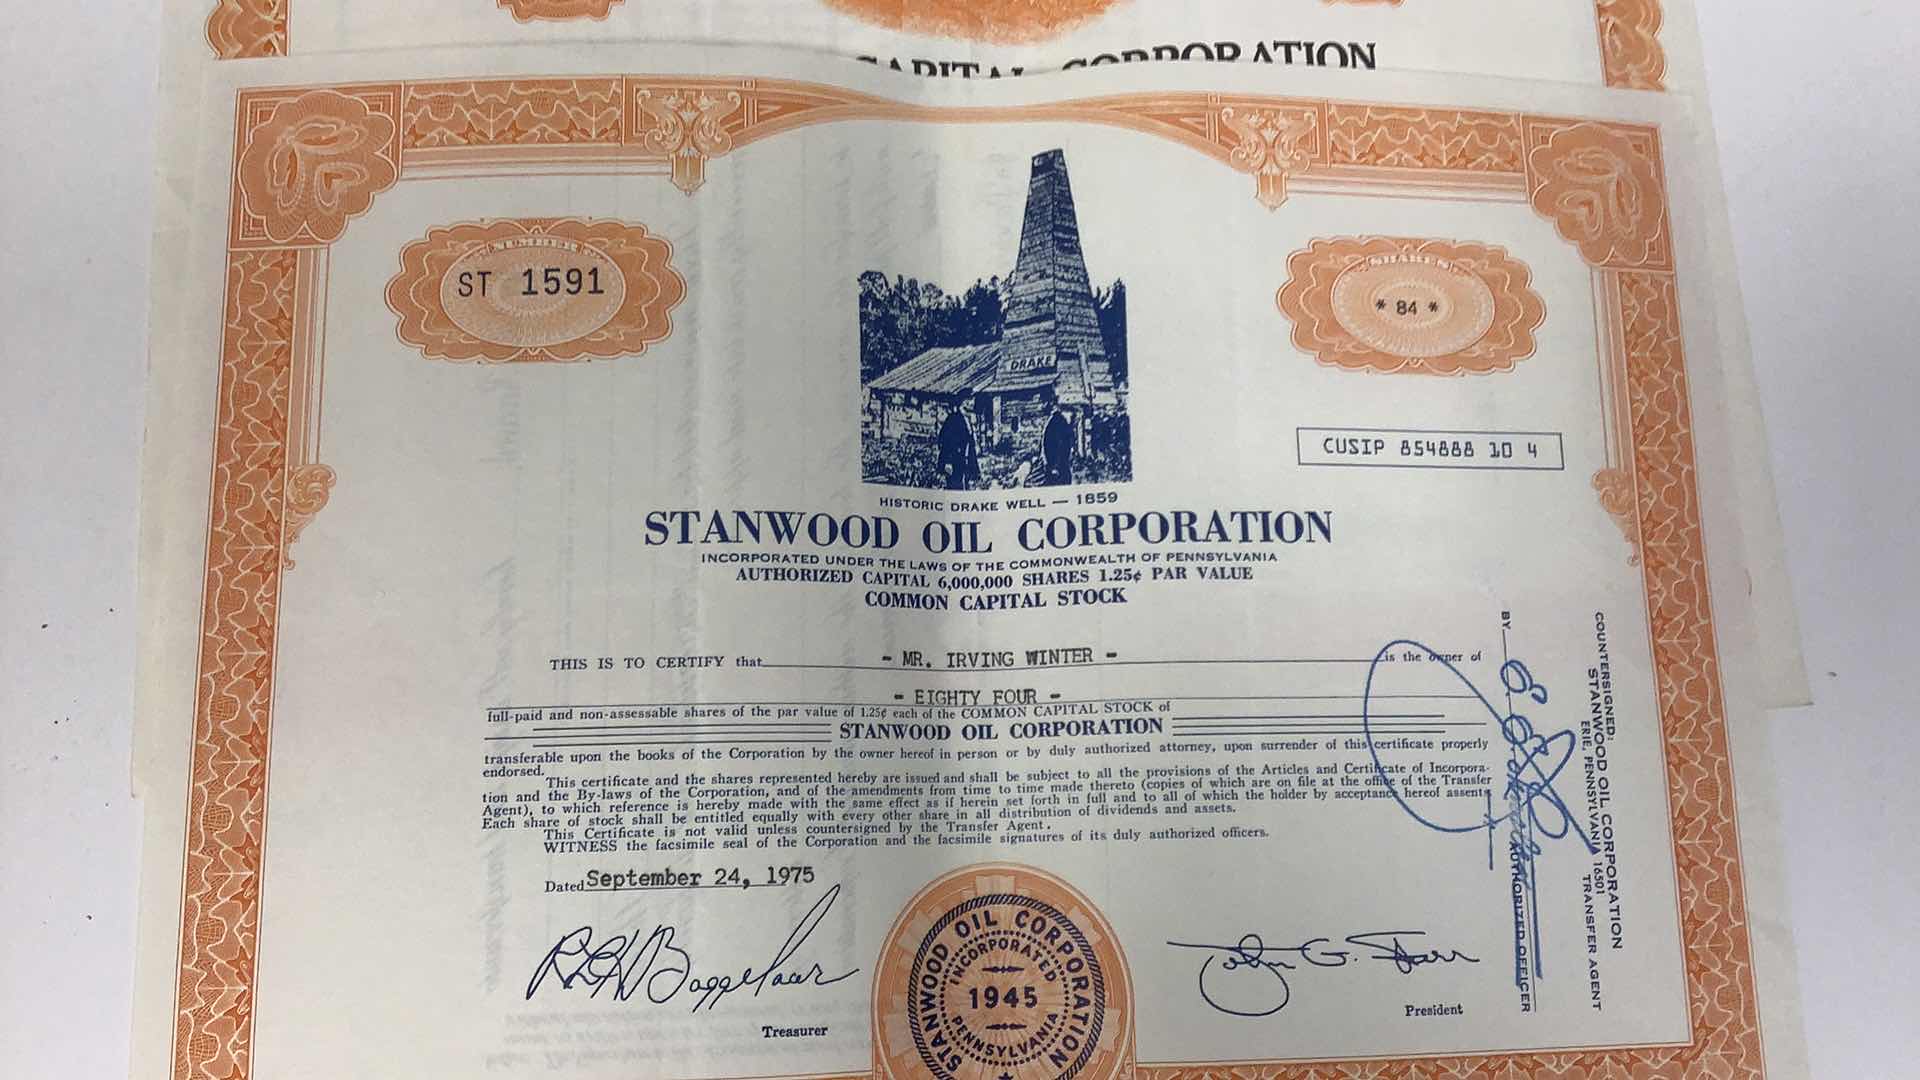 CAPITAL CORPORATION
NUMBER
ST 1591
SHARES
* 84 *
DRAKE
CUSIP 854888 10 4
HISTORIC DRAKE WELL — 1859
STANWOOD OIL CORPORATION
INCORPORATED UNDER THE LAWS OF THE COMMONWEALTH OF PENNSYLVANIA
AUTHORIZED CAPITAL 6,000,000 SHARES 1.25¢ PAR VALUE
COMMON CAPITAL STOCK
THIS IS TO CERTIFY that - MR. IRVING WINTER - is the owner of
- EIGHTY FOUR -
full-paid and non-assessable shares of the par value of 1.25¢ each of the COMMON CAPITAL STOCK of
STANWOOD OIL CORPORATION
transferable upon the books of the Corporation by the owner hereof in person or by duly authorized attorney, upon surrender of this certificate properly
endorsed.
This certificate and the shares represented hereby are issued and shall be subject to all the provisions of the Articles and Certificate of Incorpora-
tion and the By-laws of the Corporation, and of the amendments from time to time made thereto (copies of which are on file at the office of the Transfer
Agent), to which reference is hereby made with the same effect as if herein set forth in full and to all of which the holder by acceptance hereof assents.
Each share of stock shall be entitled equally with every other share in all distribution of dividends and assets.
This Certificate is not valid unless countersigned by the Transfer Agent.
WITNESS the facsimile seal of the Corporation and the facsimile signatures of its duly authorized officers.
Dated September 24, 1975
Treasurer
STANWOOD OIL CORPORATION
INCORPORATED
1945
PENNSYLVANIA
John G. Starr
President
COUNTERSIGNED:
STANWOOD OIL CORPORATION
ERIE, PENNSYLVANIA 16501
TRANSFER AGENT
BY
AUTHORIZED OFFICER